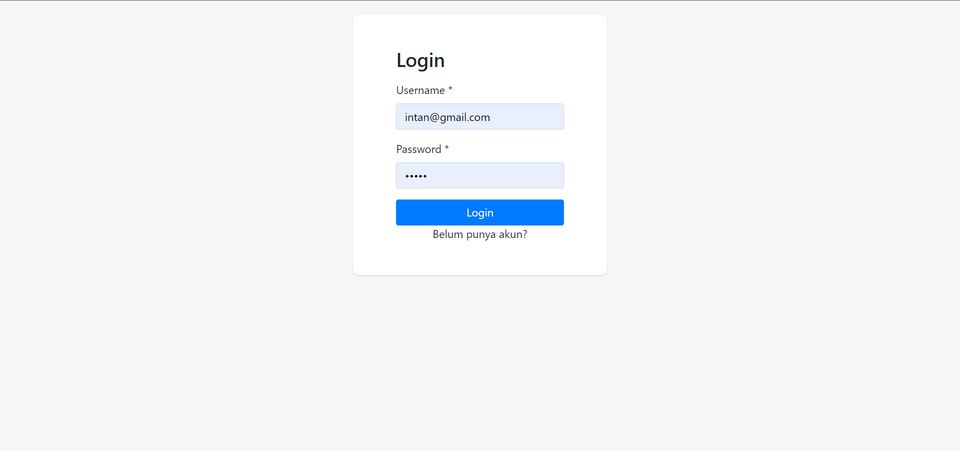 Login
Username *
intan@gmail.com
Password *
•••••
Login
Belum punya akun?